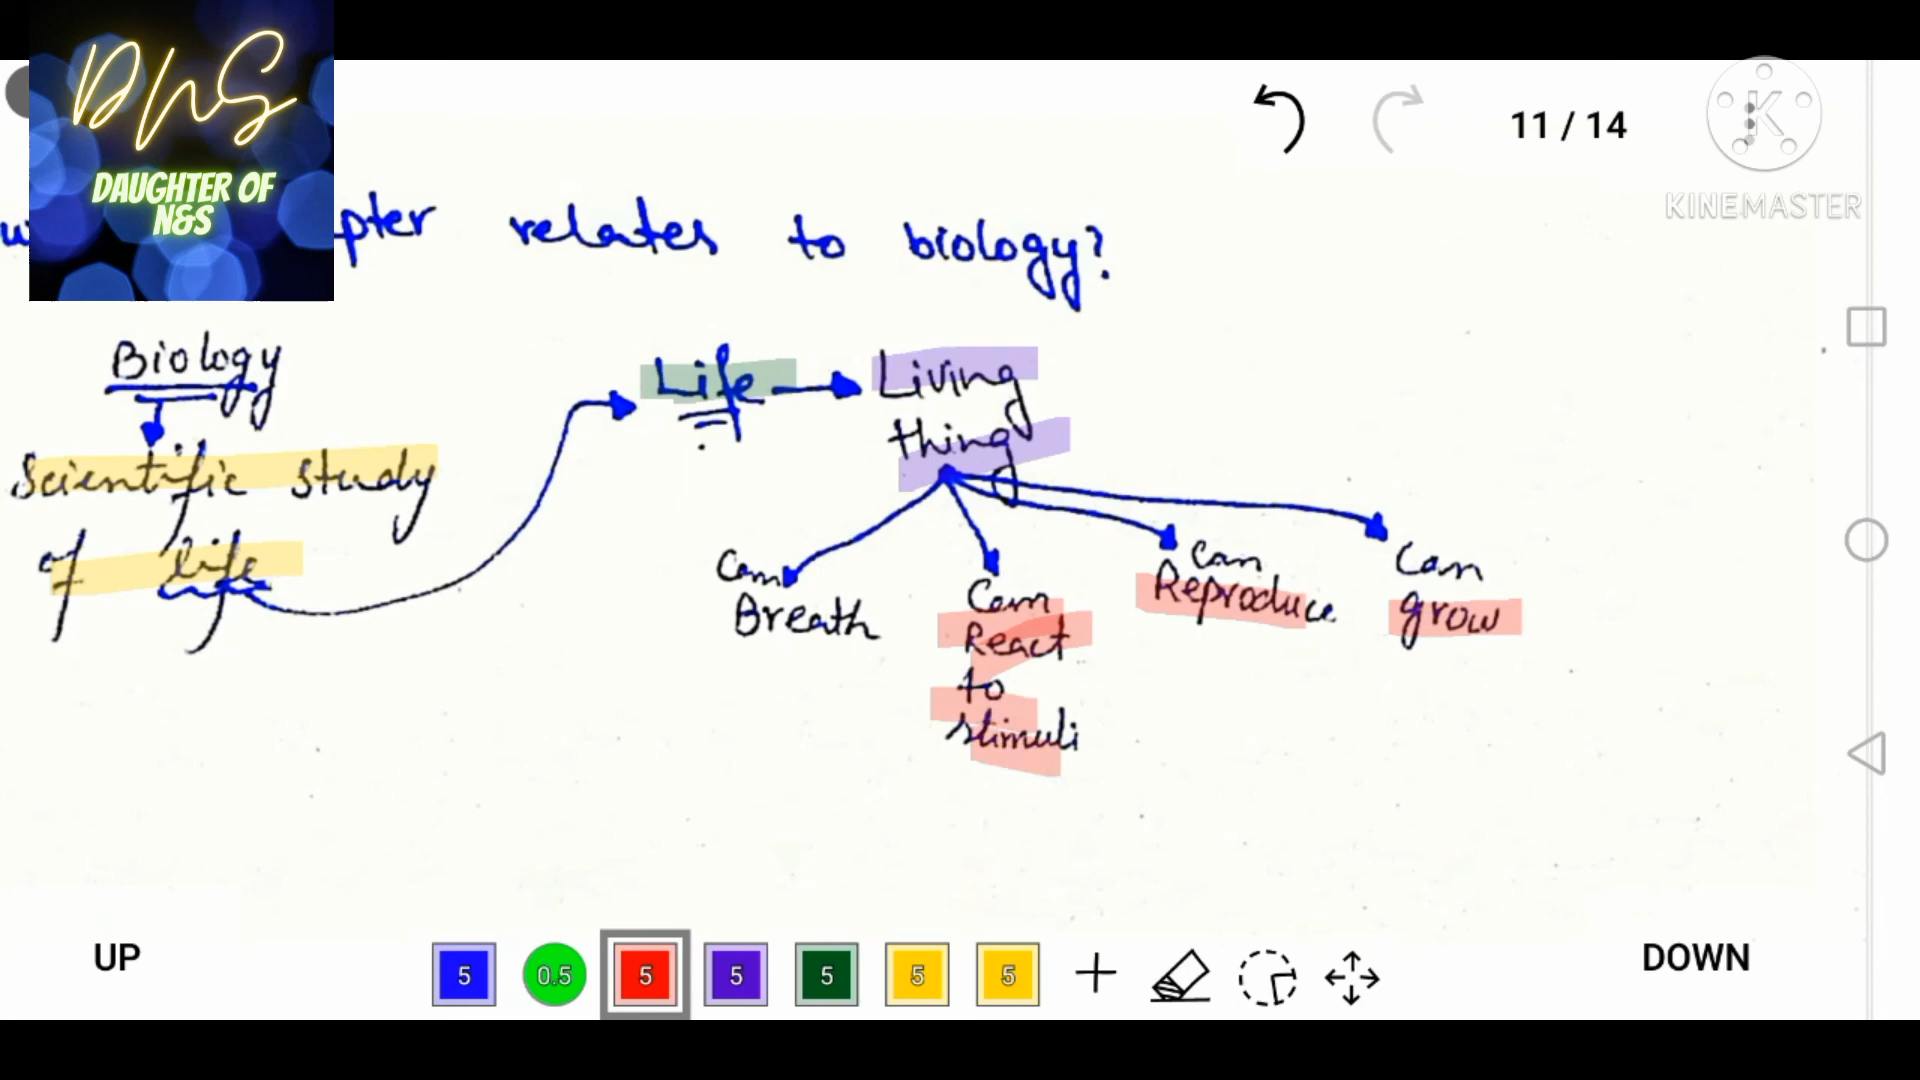 DNS
DAUGHTER OF
N&S
11 / 14
KINEMASTER
pter relates to biology?
Biology
Scientific study
of life
Life
Living
thing
Can
Breath
Can
React
to
stimuli
Can
Reproduce
Can
grow
UP
5
0.5
5
5
5
5
5
DOWN